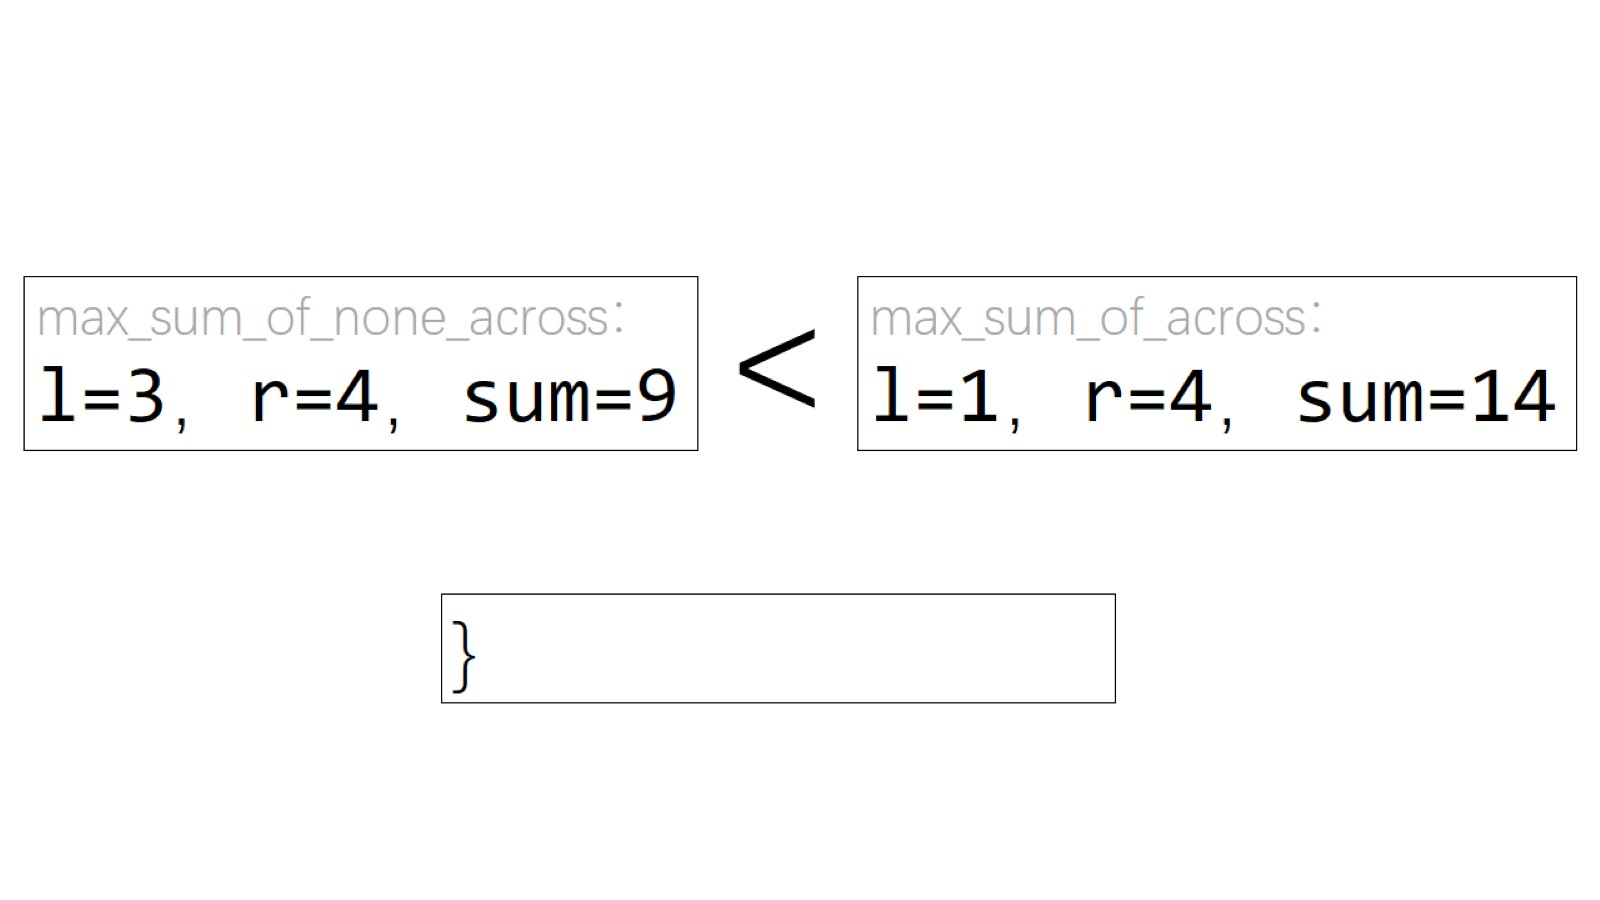 max_sum_of_none_across:
l=3, r=4, sum=9
<
max_sum_of_across:
l=1, r=4, sum=14
}